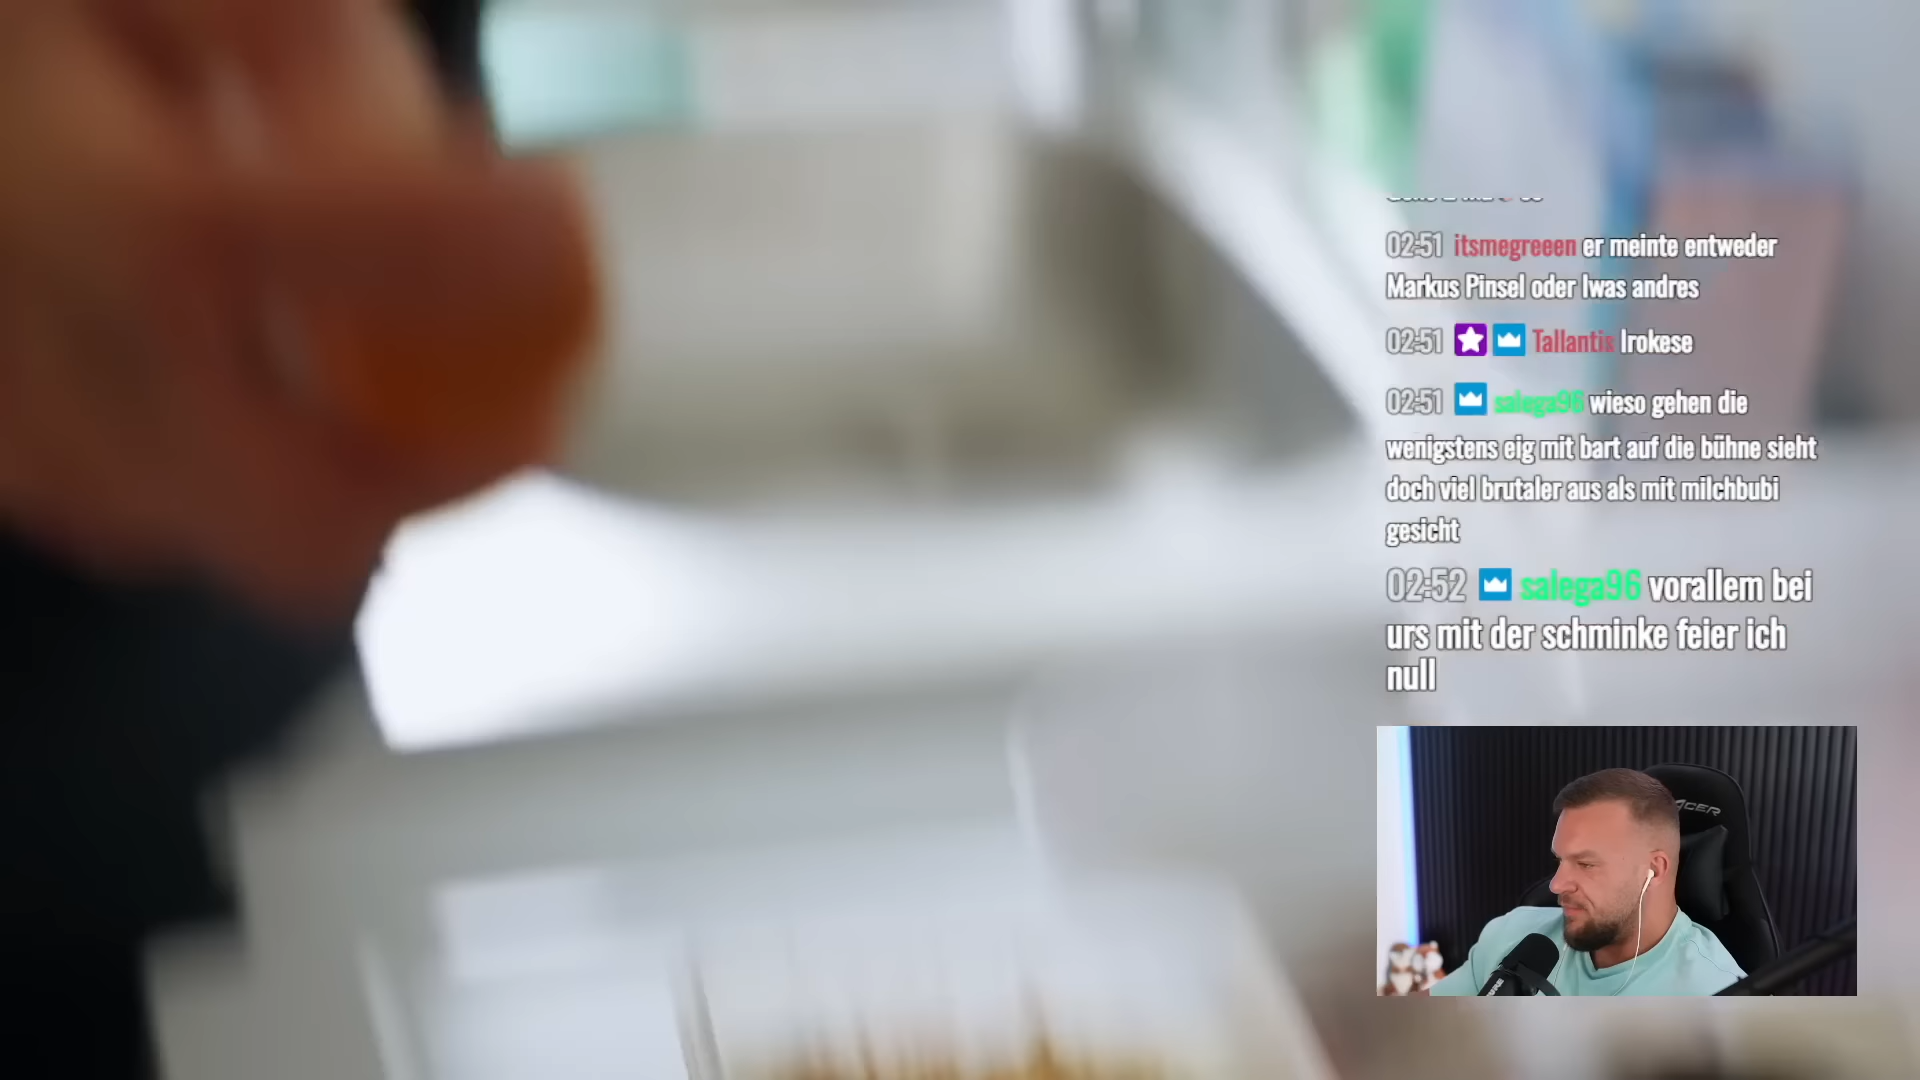 02:51 itsmegreeen er meinte entweder
Markus Pinsel oder Iwas andres
02:51 Tallantis Irokese
02:51 salega96 wieso gehen die
wenigstens eig mit bart auf die bühne sieht
doch viel brutaler aus als mit milchbubi
gesicht
02:52 salega96 vorallem bei
urs mit der schminke feier ich
null
ACER